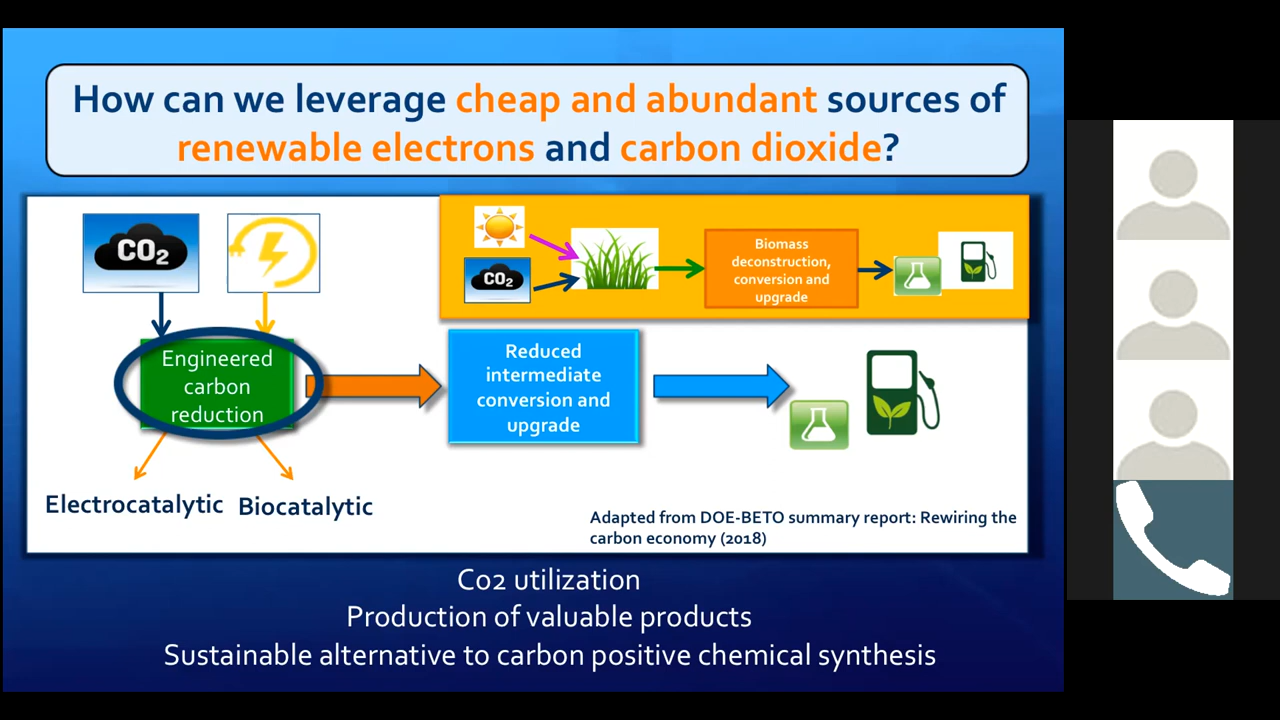 How can we leverage cheap and abundant sources of
renewable electrons and carbon dioxide?
CO2
CO2
Biomass
deconstruction,
conversion and
upgrade
Engineered
carbon
reduction
Reduced
intermediate
conversion and
upgrade
Electrocatalytic
Biocatalytic
Adapted from DOE-BETO summary report: Rewiring the
carbon economy (2018)
Co2 utilization
Production of valuable products
Sustainable alternative to carbon positive chemical synthesis